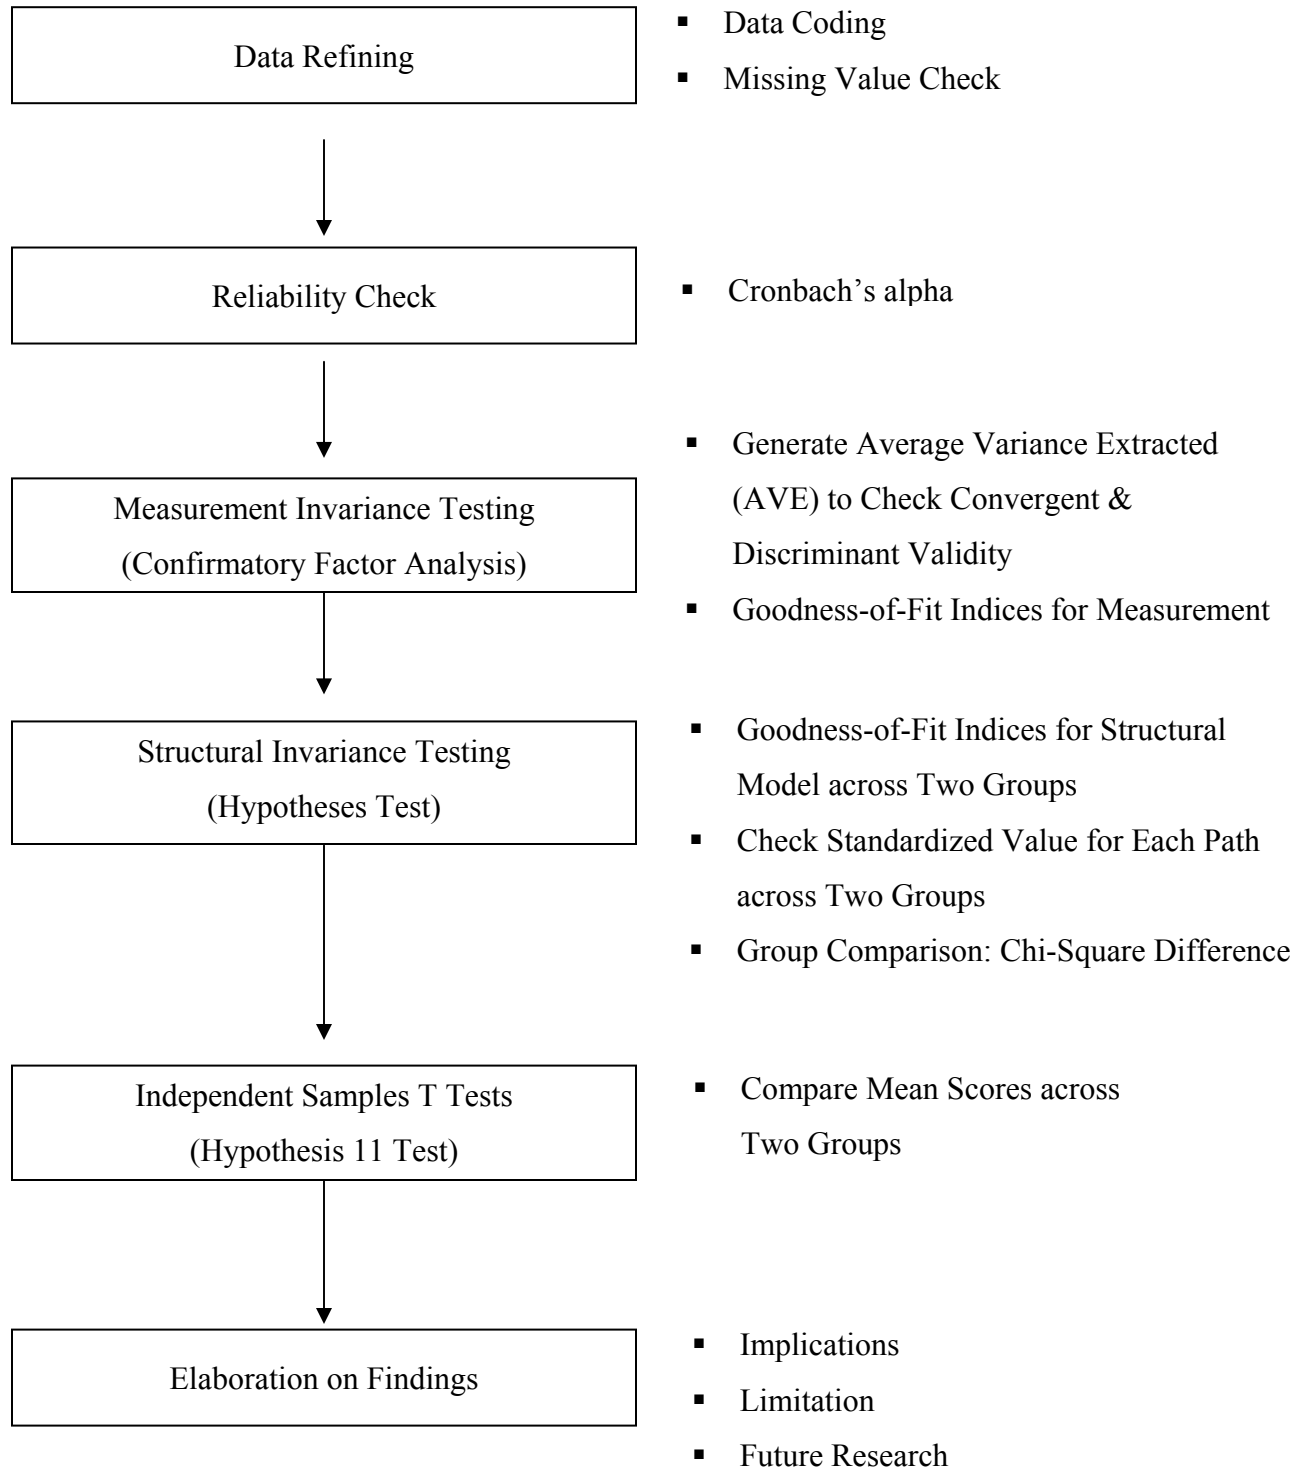 Data Refining
▪ Data Coding
▪ Missing Value Check
Reliability Check
▪ Cronbach’s alpha
Measurement Invariance Testing
(Confirmatory Factor Analysis)
▪ Generate Average Variance Extracted
(AVE) to Check Convergent &
Discriminant Validity
▪ Goodness-of-Fit Indices for Measurement
Structural Invariance Testing
(Hypotheses Test)
▪ Goodness-of-Fit Indices for Structural
Model across Two Groups
▪ Check Standardized Value for Each Path
across Two Groups
▪ Group Comparison: Chi-Square Difference
Independent Samples T Tests
(Hypothesis 11 Test)
▪ Compare Mean Scores across
Two Groups
Elaboration on Findings
▪ Implications
▪ Limitation
▪ Future Research